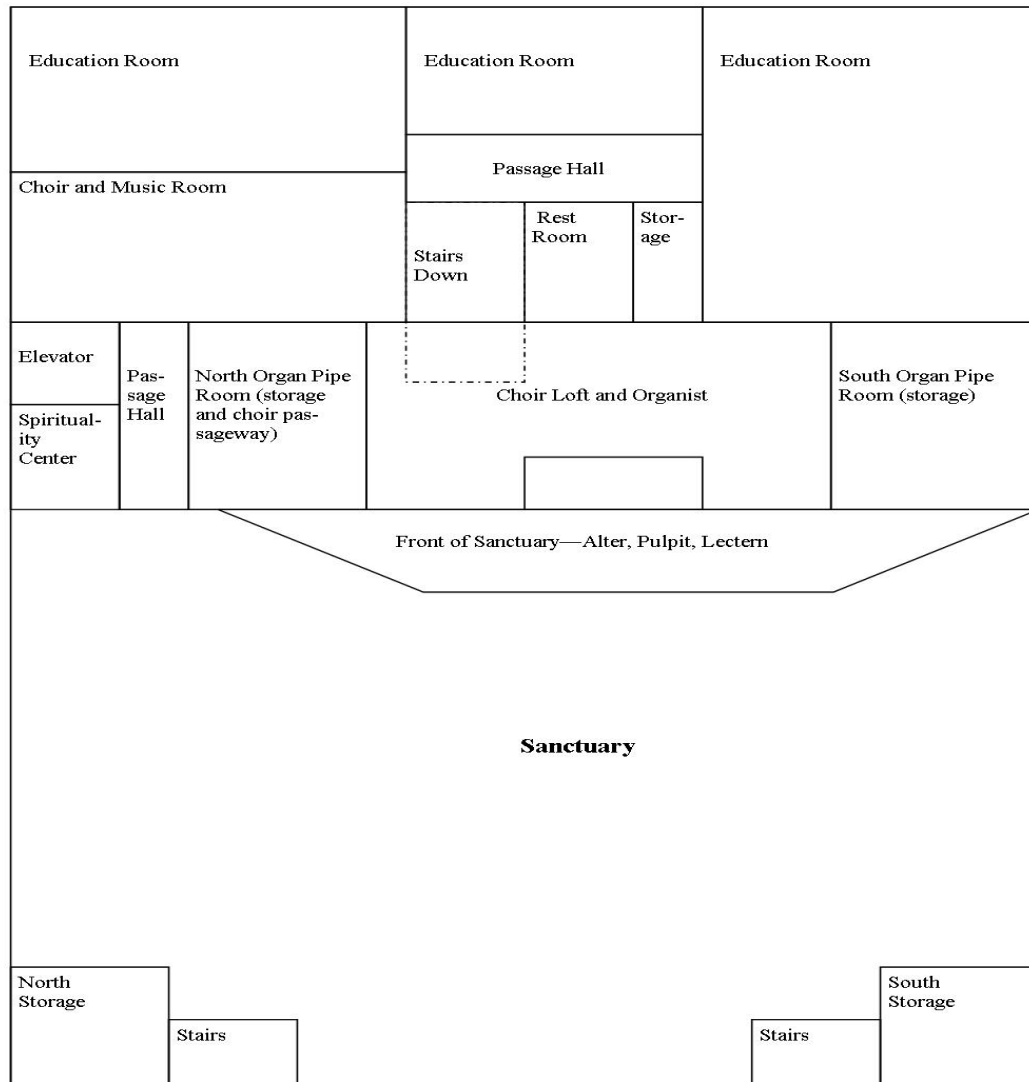 Education Room
Education Room
Education Room
Passage Hall
Choir and Music Room
Stairs
Down
Rest
Room
Stor-
age
Elevator
Pas-
sage
Hall
North Organ Pipe
Room (storage
and choir pas-
sageway)
Choir Loft and Organist
South Organ Pipe
Room (storage)
Spiritual-
ity
Center
Front of Sanctuary—Alter, Pulpit, Lectern
Sanctuary
North
Storage
Stairs
Stairs
South
Storage